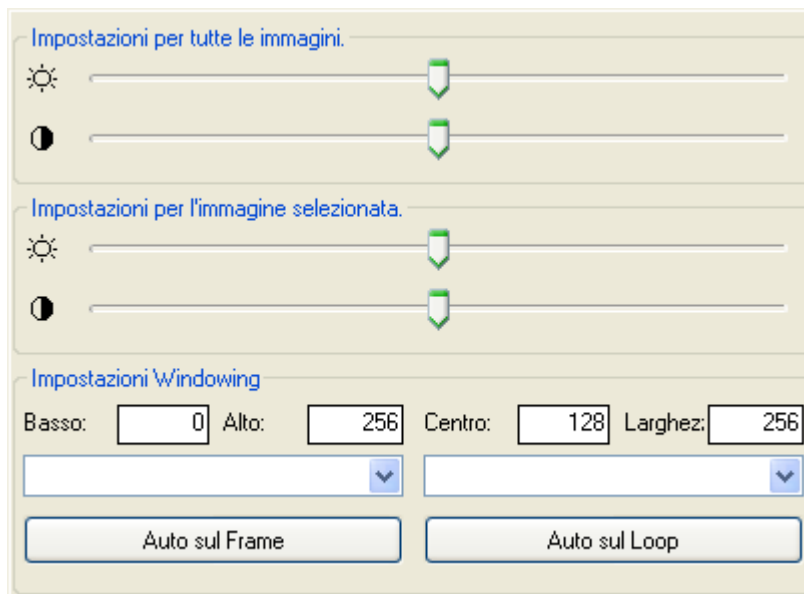 Impostazioni per tutte le immagini.
Impostazioni per l'immagine selezionata.
Impostazioni Windowing
Basso: 0 Alto: 256 Centro: 128 Larghez: 256
Auto sul Frame Auto sul Loop